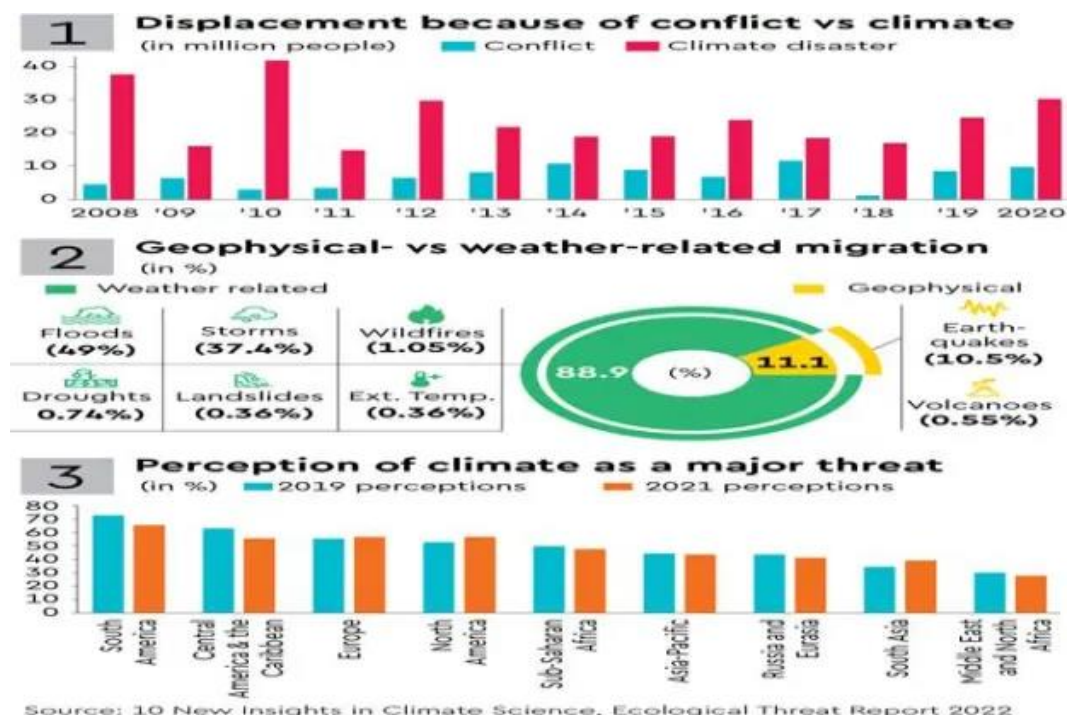 1 Displacement because of conflict vs climate
(in million people) Conflict Climate disaster
40
30
20
10
0
2008 '09 '10 '11 '12 '13 '14 '15 '16 '17 '18 '19 2020
2 Geophysical- vs weather-related migration
(in %)
Weather related Geophysical
Floods
(49%)
Storms
(37.4%)
Wildfires
(1.05%)
Droughts
0.74%)
Landslides
(0.36%)
Ext. Temp.
(0.36%)
88.9 (%) 11.1
Earth-
quakes
(10.5%)
Volcanoes
(0.55%)
3 Perception of climate as a major threat
(in %) 2019 perceptions 2021 perceptions
80
70
60
50
40
30
20
10
0
South
America
Central
America & the
Caribbean
Europe
North
America
Sub-Saharan
Africa
Asia-Pacific
Russia and
Eurasia
South Asia
Middle East
and North
Africa
Source: 10 New Insights in Climate Science, Ecological Threat Report 2022